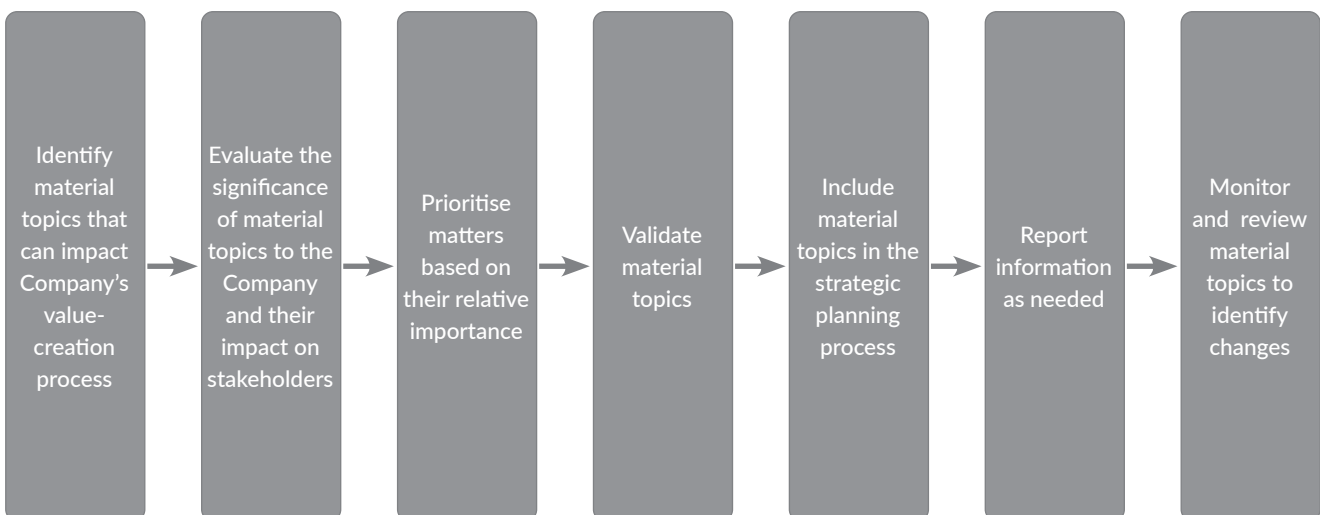 Identify
material
topics that
can impact
Company's
value-
creation
process
Evaluate the
significance
of material
topics to the
Company
and their
impact on
stakeholders
Prioritise
matters
based on
their relative
importance
Validate
material
topics
Include
material
topics in the
strategic
planning
process
Report
information
as needed
Monitor
and  review
material
topics to
identify
changes